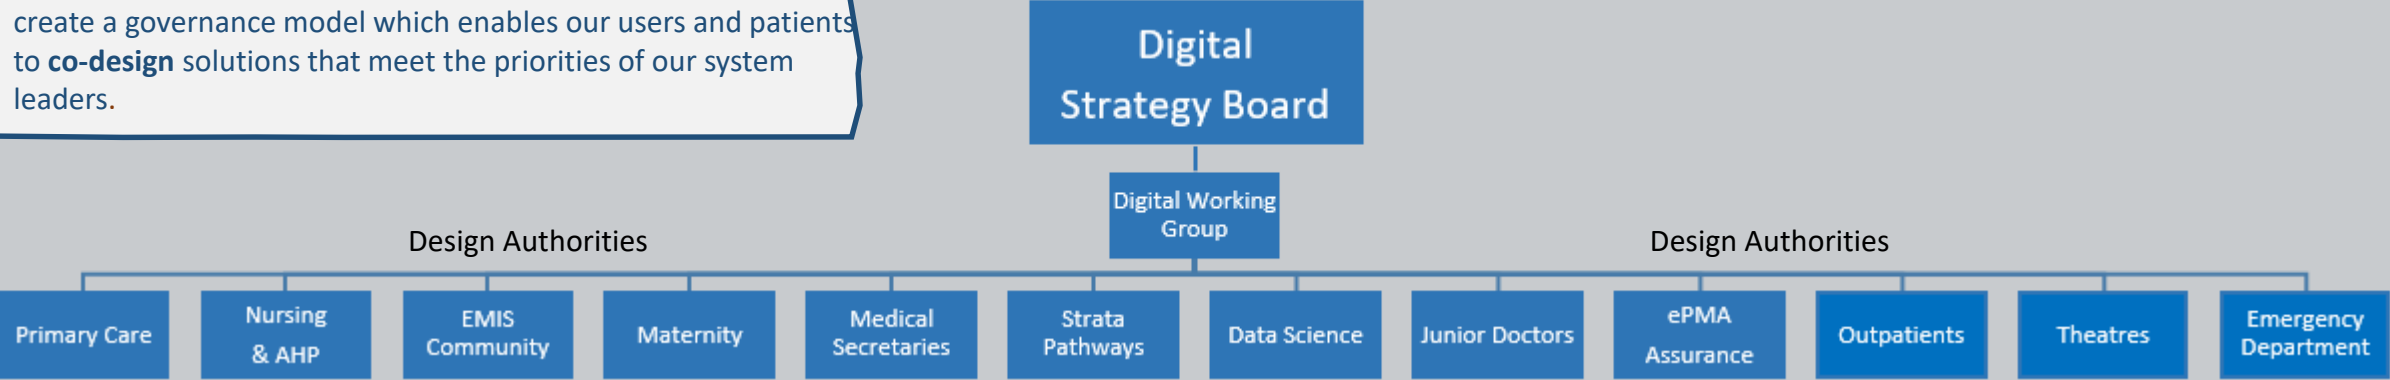 create a governance model which enables our users and patients
to co-design solutions that meet the priorities of our system
leaders.
Digital
Strategy Board
Digital Working
Group
Design Authorities
Design Authorities
Primary Care
Nursing
& AHP
EMIS
Community
Maternity
Medical
Secretaries
Strata
Pathways
Data Science
Junior Doctors
ePMA
Assurance
Outpatients
Theatres
Emergency
Department